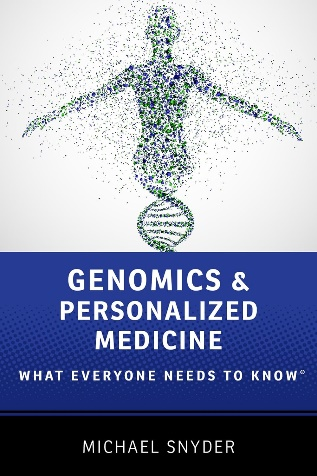 GENOMICS &
PERSONALIZED
MEDICINE
WHAT EVERYONE NEEDS TO KNOW®
MICHAEL SNYDER